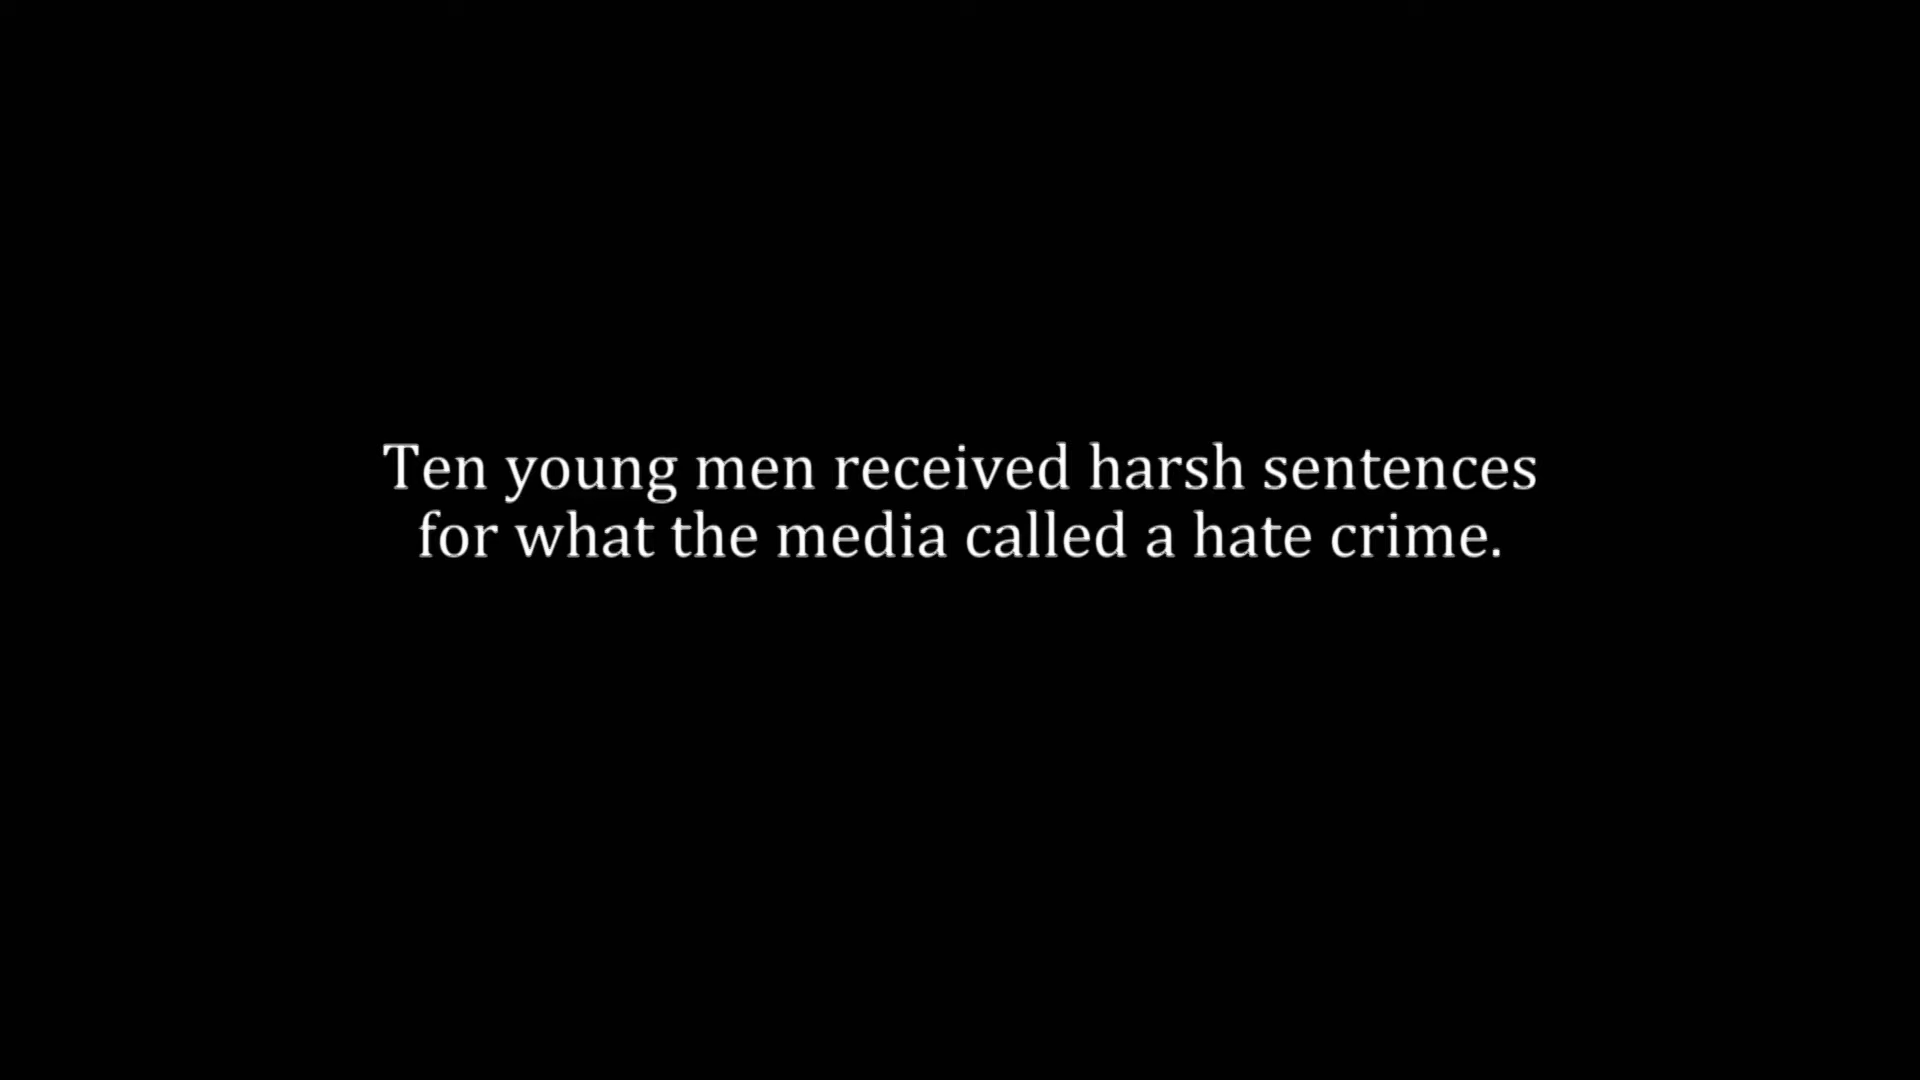 Ten young men received harsh sentences
for what the media called a hate crime.